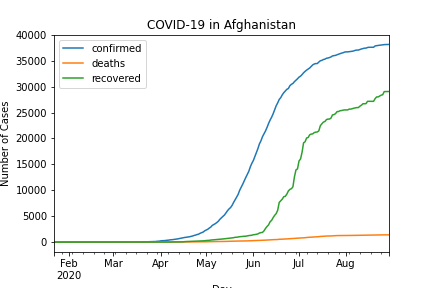 COVID-19 in Afghanistan
confirmed
deaths
recovered
Number of Cases
40000
35000
30000
25000
20000
15000
10000
5000
0
Feb
2020
Mar
Apr
May
Jun
Jul
Aug